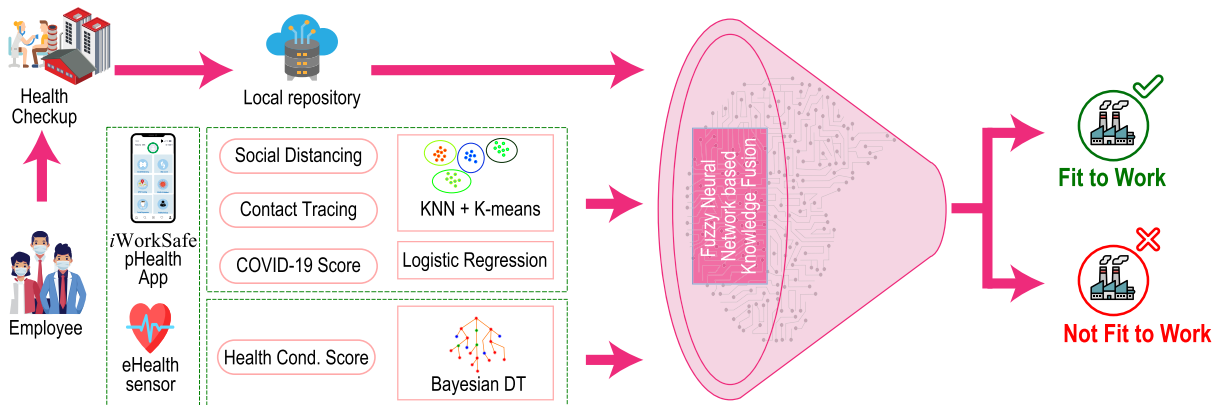 Health
Checkup
Local repository
Employee
iWorkSafe
pHealth
App
eHealth
sensor
Social Distancing
Contact Tracing
COVID-19 Score
KNN + K-means
Logistic Regression
Health Cond. Score
Bayesian DT
Fuzzy Neural
Network based
Knowledge Fusion
Fit to Work
Not Fit to Work